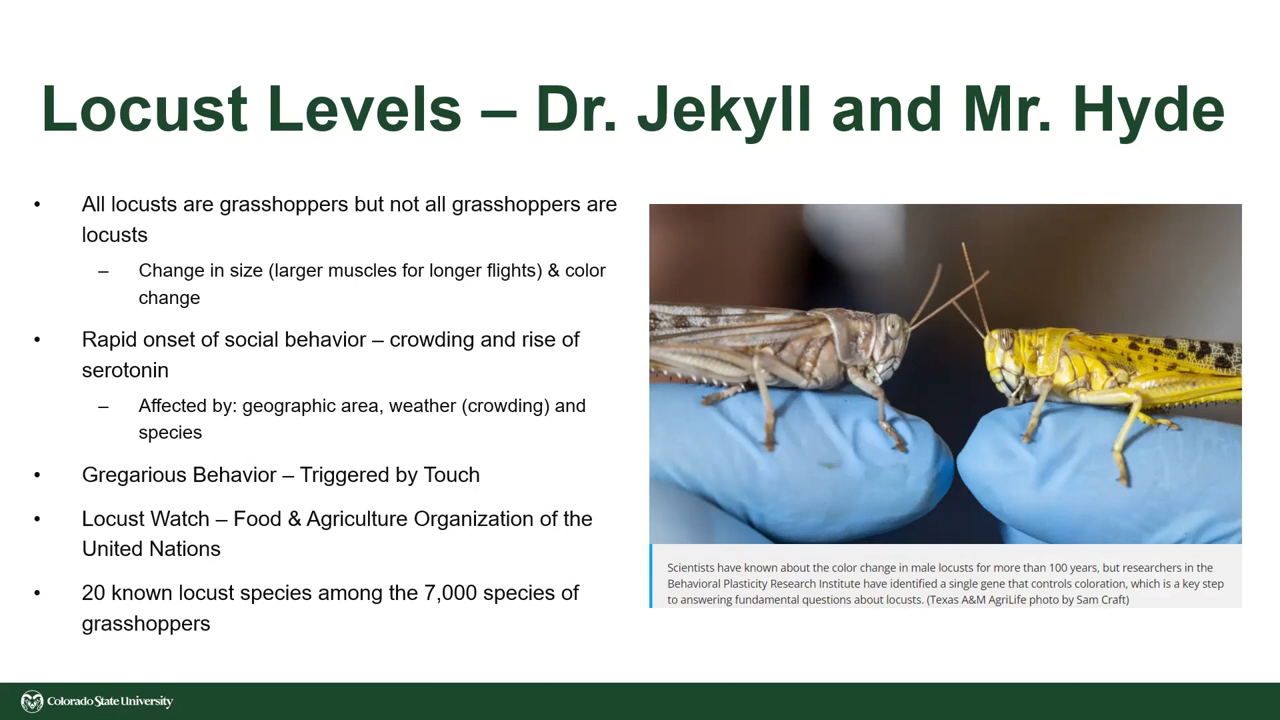 Locust Levels – Dr. Jekyll and Mr. Hyde
• All locusts are grasshoppers but not all grasshoppers are
locusts
– Change in size (larger muscles for longer flights) & color
change
• Rapid onset of social behavior – crowding and rise of
serotonin
– Affected by: geographic area, weather (crowding) and
species
• Gregarious Behavior – Triggered by Touch
• Locust Watch – Food & Agriculture Organization of the
United Nations
• 20 known locust species among the 7,000 species of
grasshoppers
Scientists have known about the color change in male locusts for more than 100 years, but researchers in the
Behavioral Plasticity Research Institute have identified a single gene that controls coloration, which is a key step
to answering fundamental questions about locusts. (Texas A&M AgriLife photo by Sam Craft)
Colorado State University